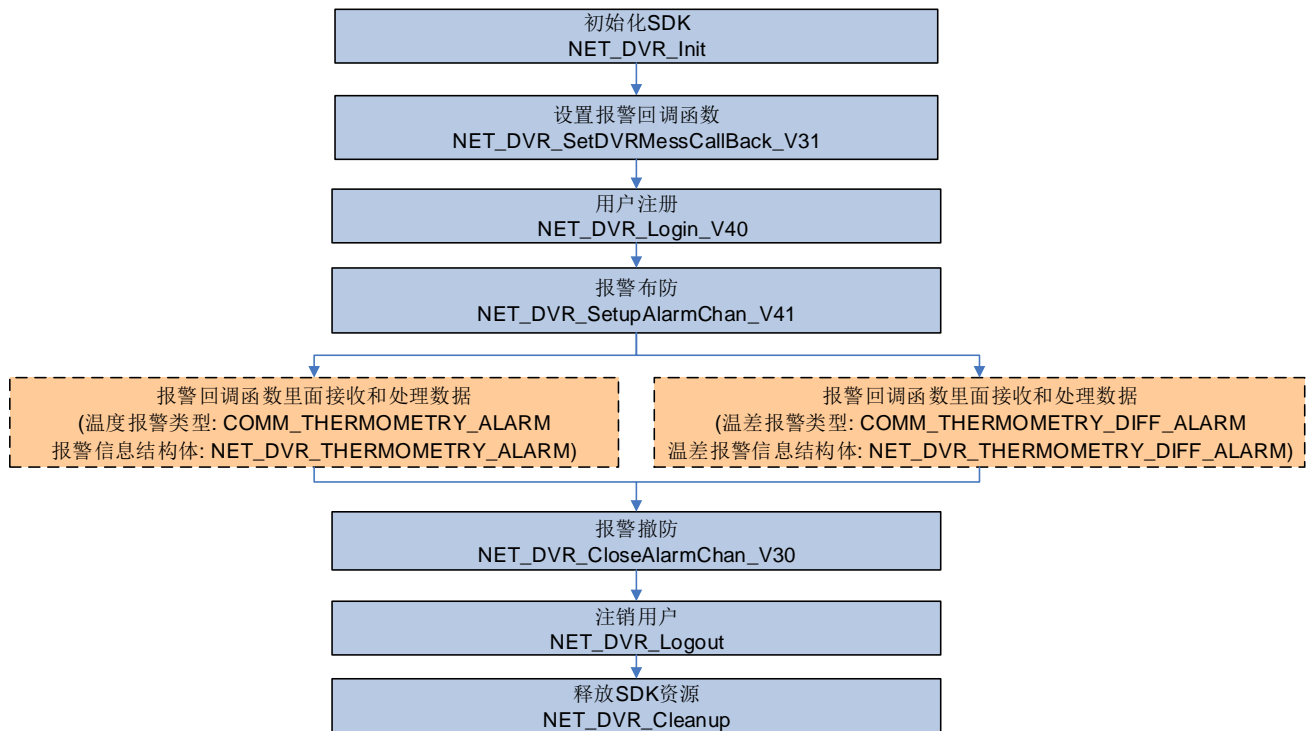 初始化SDK
NET_DVR_Init
设置报警回调函数
NET_DVR_SetDVRMessCallBack_V31
用户注册
NET_DVR_Login_V40
报警布防
NET_DVR_SetupAlarmChan_V41
报警回调函数里面接收和处理数据
(温度报警类型: COMM_THERMOMETRY_ALARM
报警信息结构体: NET_DVR_THERMOMETRY_ALARM)
报警回调函数里面接收和处理数据
(温差报警类型: COMM_THERMOMETRY_DIFF_ALARM
温差报警信息结构体: NET_DVR_THERMOMETRY_DIFF_ALARM)
报警撤防
NET_DVR_CloseAlarmChan_V30
注销用户
NET_DVR_Logout
释放SDK资源
NET_DVR_Cleanup